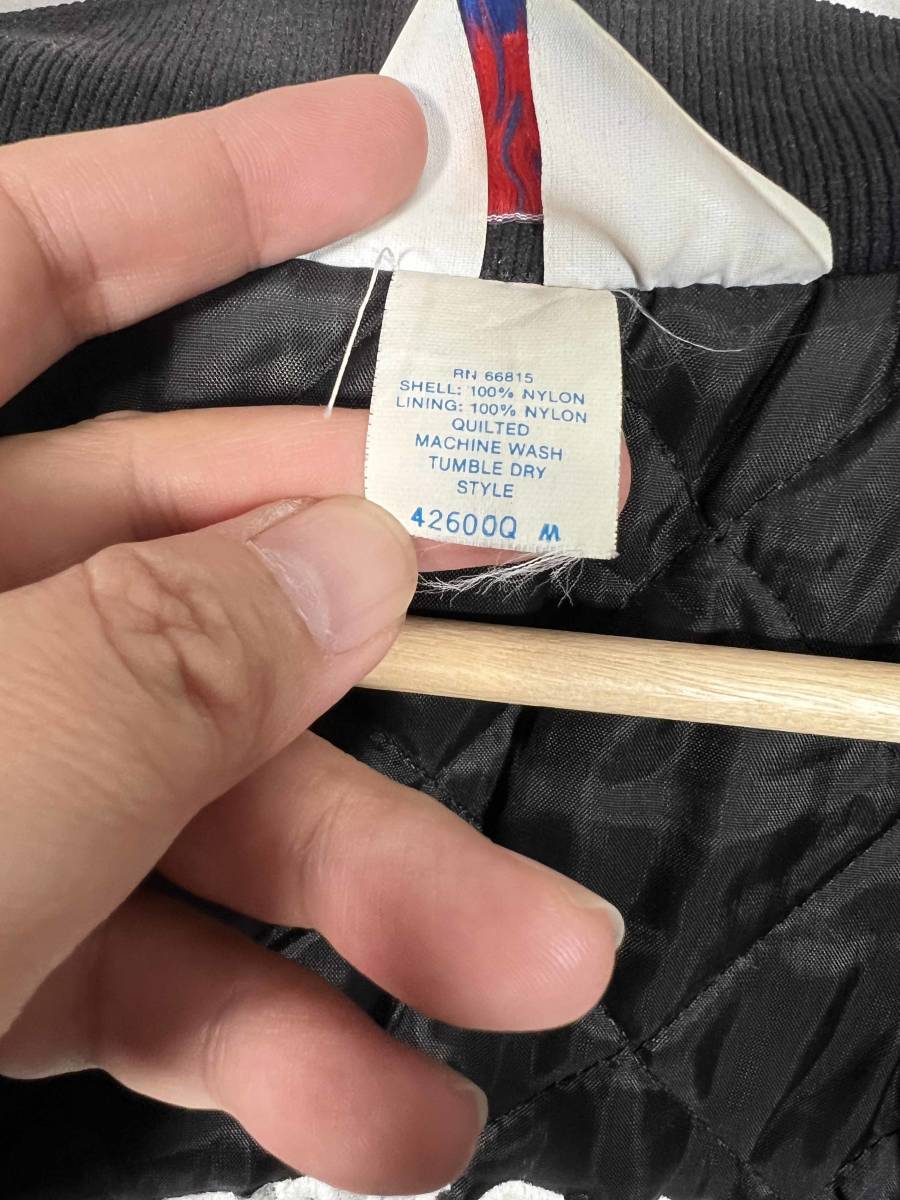 RN 66815
SHELL: 100% NYLON
LINING: 100% NYLON
QUILTED
MACHINE WASH
TUMBLE DRY
STYLE
42600Q M